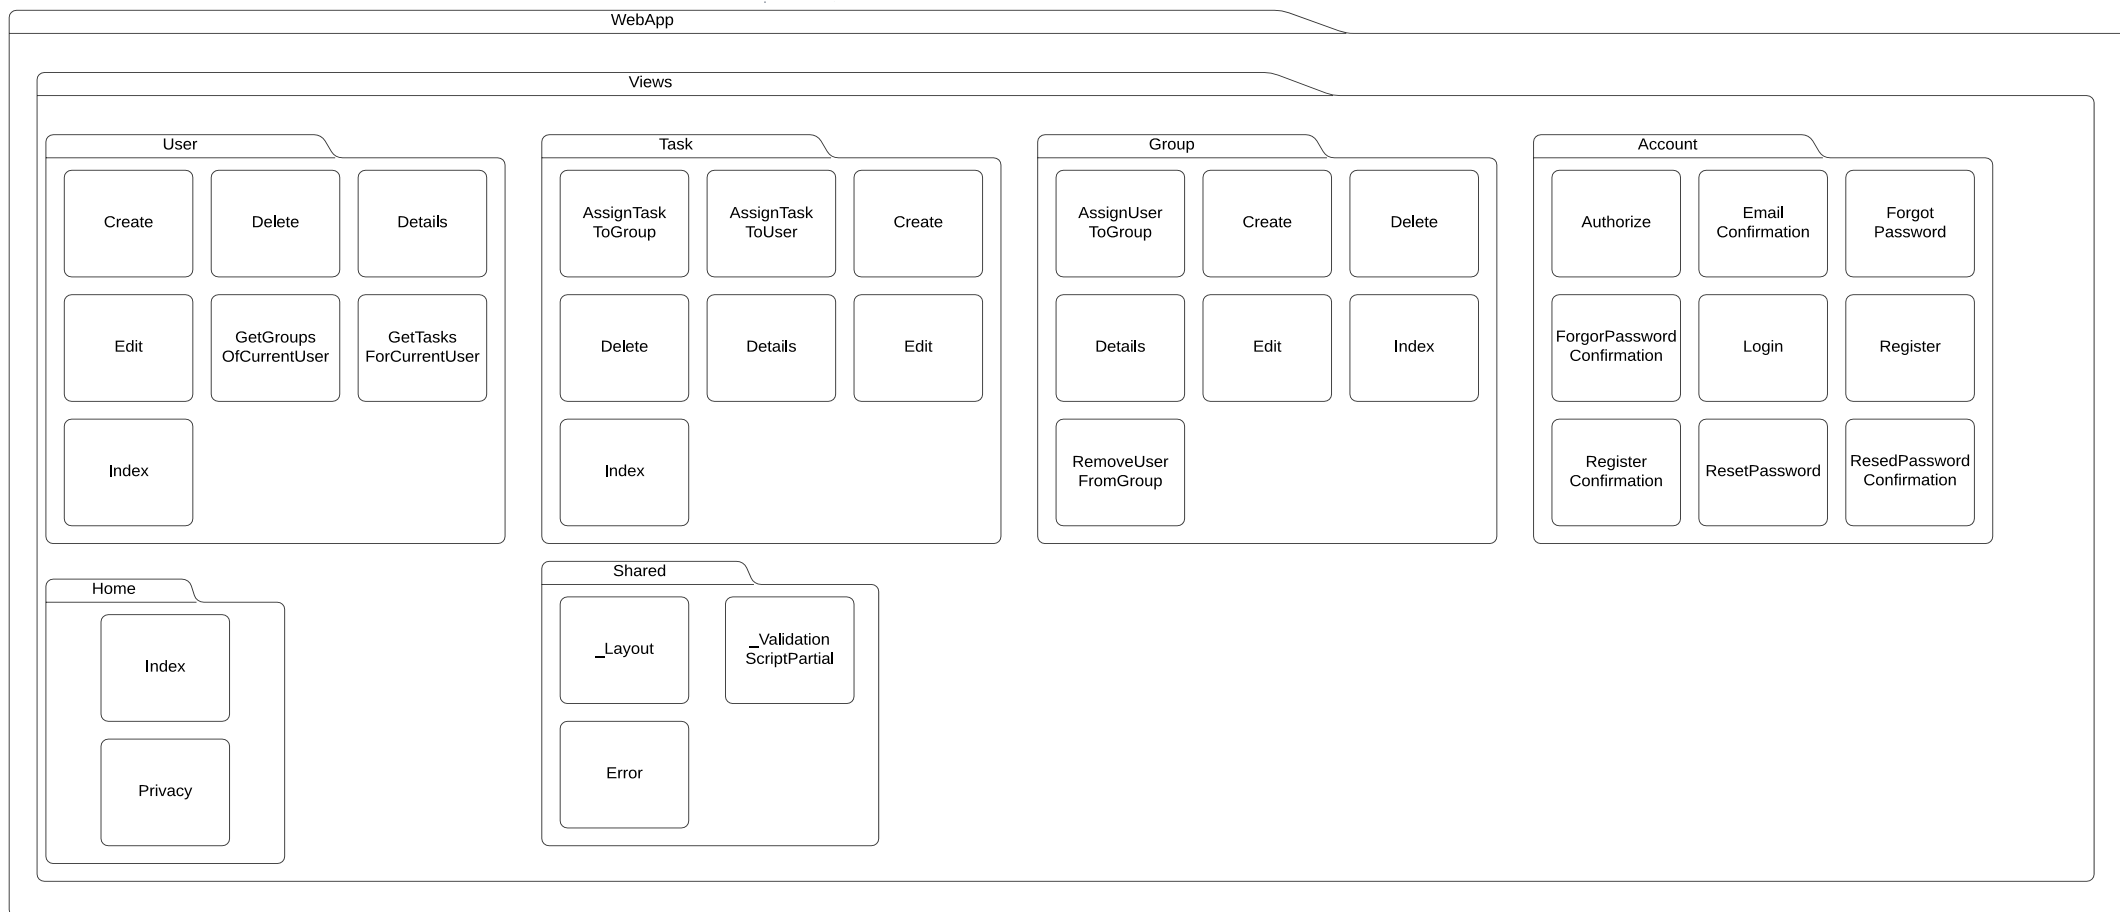 WebApp
Views
User
Create
Delete
Details
Edit
GetGroups
OfCurrentUser
GetTasks
ForCurrentUser
Index
Task
AssignTask
ToGroup
AssignTask
ToUser
Create
Delete
Details
Edit
Index
Group
AssignUser
ToGroup
Create
Delete
Details
Edit
Index
RemoveUser
FromGroup
Account
Authorize
Email
Confirmation
Forgot
Password
ForgorPassword
Confirmation
Login
Register
Register
Confirmation
ResetPassword
ResedPassword
Confirmation
Home
Index
Privacy
Shared
_Layout
_Validation
ScriptPartial
Error